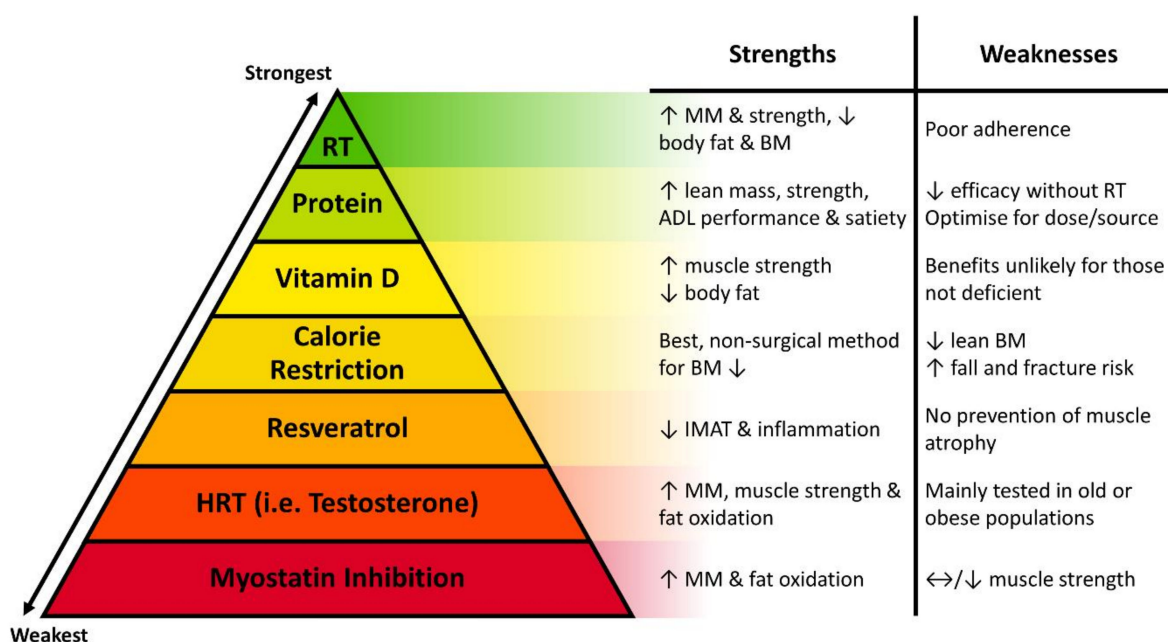 Strengths
Weaknesses
Strongest
RT
↑ MM & strength, ↓
body fat & BM
Poor adherence
Protein
↑ lean mass, strength,
ADL performance & satiety
↓ efficacy without RT
Optimise for dose/source
Vitamin D
↑ muscle strength
↓ body fat
Benefits unlikely for those
not deficient
Calorie
Restriction
Best, non-surgical method
for BM ↓
↓ lean BM
↑ fall and fracture risk
Resveratrol
↓ IMAT & inflammation
No prevention of muscle
atrophy
HRT (i.e. Testosterone)
↑ MM, muscle strength &
fat oxidation
Mainly tested in old or
obese populations
Myostatin Inhibition
↑ MM & fat oxidation
↔/↓ muscle strength
Weakest